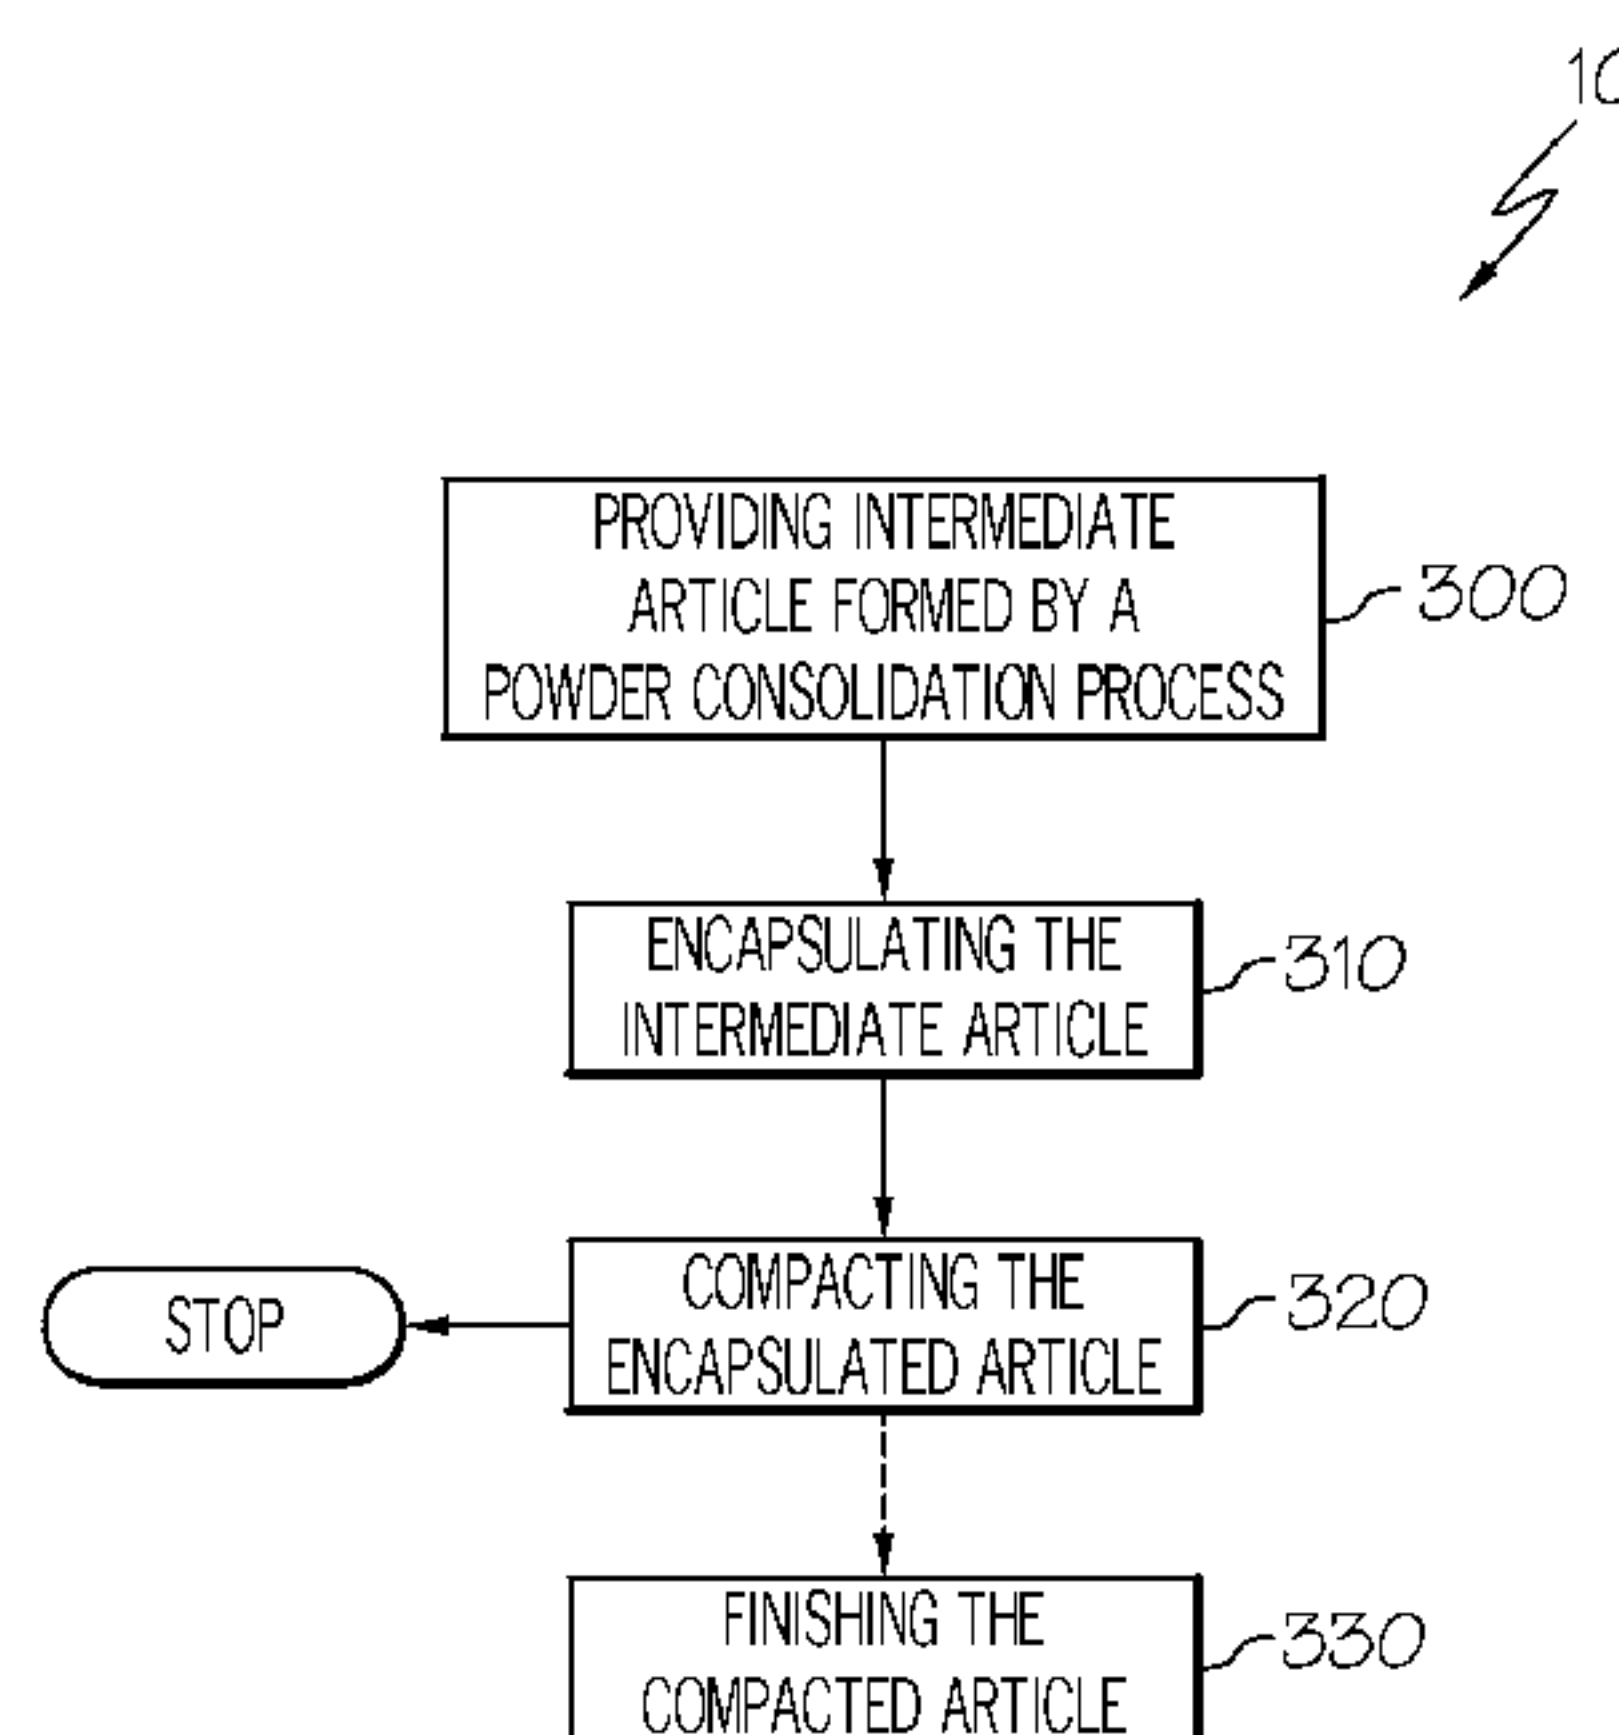 PROVIDING INTERMEDIATE
ARTICLE FORMED BY A
POWDER CONSOLIDATION PROCESS
300
ENCAPSULATING THE
INTERMEDIATE ARTICLE
310
COMPACTING THE
ENCAPSULATED ARTICLE
320
STOP
FINISHING THE
COMPACTED ARTICLE
330